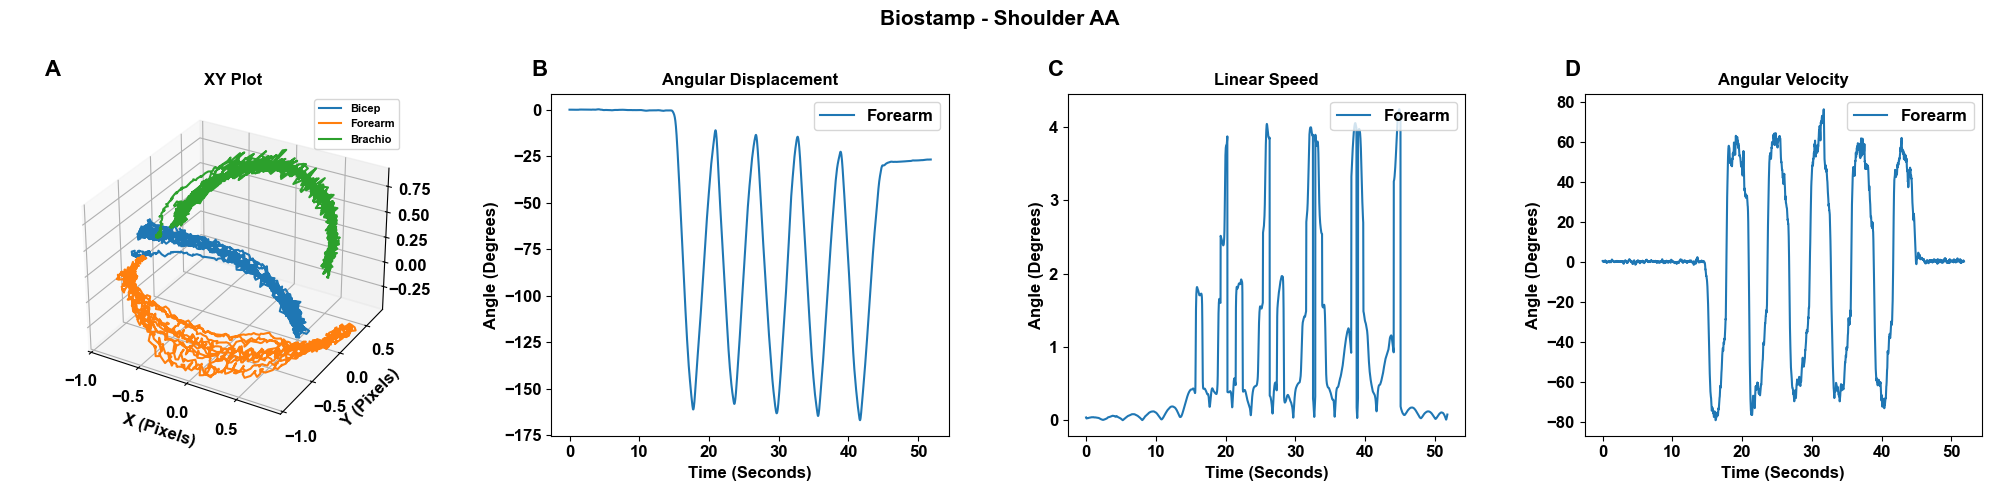 Biostamp - Shoulder AA
A
XY Plot
Bicep
Forearm
Brachio
0.75
0.50
0.25
0.00
−0.25
0.5
0.0
−0.5
−1.0
Y (Pixels)
−1.0
−0.5
0.0
0.5
X (Pixels)
B
Angular Displacement
Forearm
0
−25
−50
−75
−100
−125
−150
−175
Angle (Degrees)
0 10 20 30 40 50
Time (Seconds)
C
Linear Speed
Forearm
4
3
2
1
0
Angle (Degrees)
0 10 20 30 40 50
Time (Seconds)
D
Angular Velocity
Forearm
80
60
40
20
0
−20
−40
−60
−80
Angle (Degrees)
0 10 20 30 40 50
Time (Seconds)